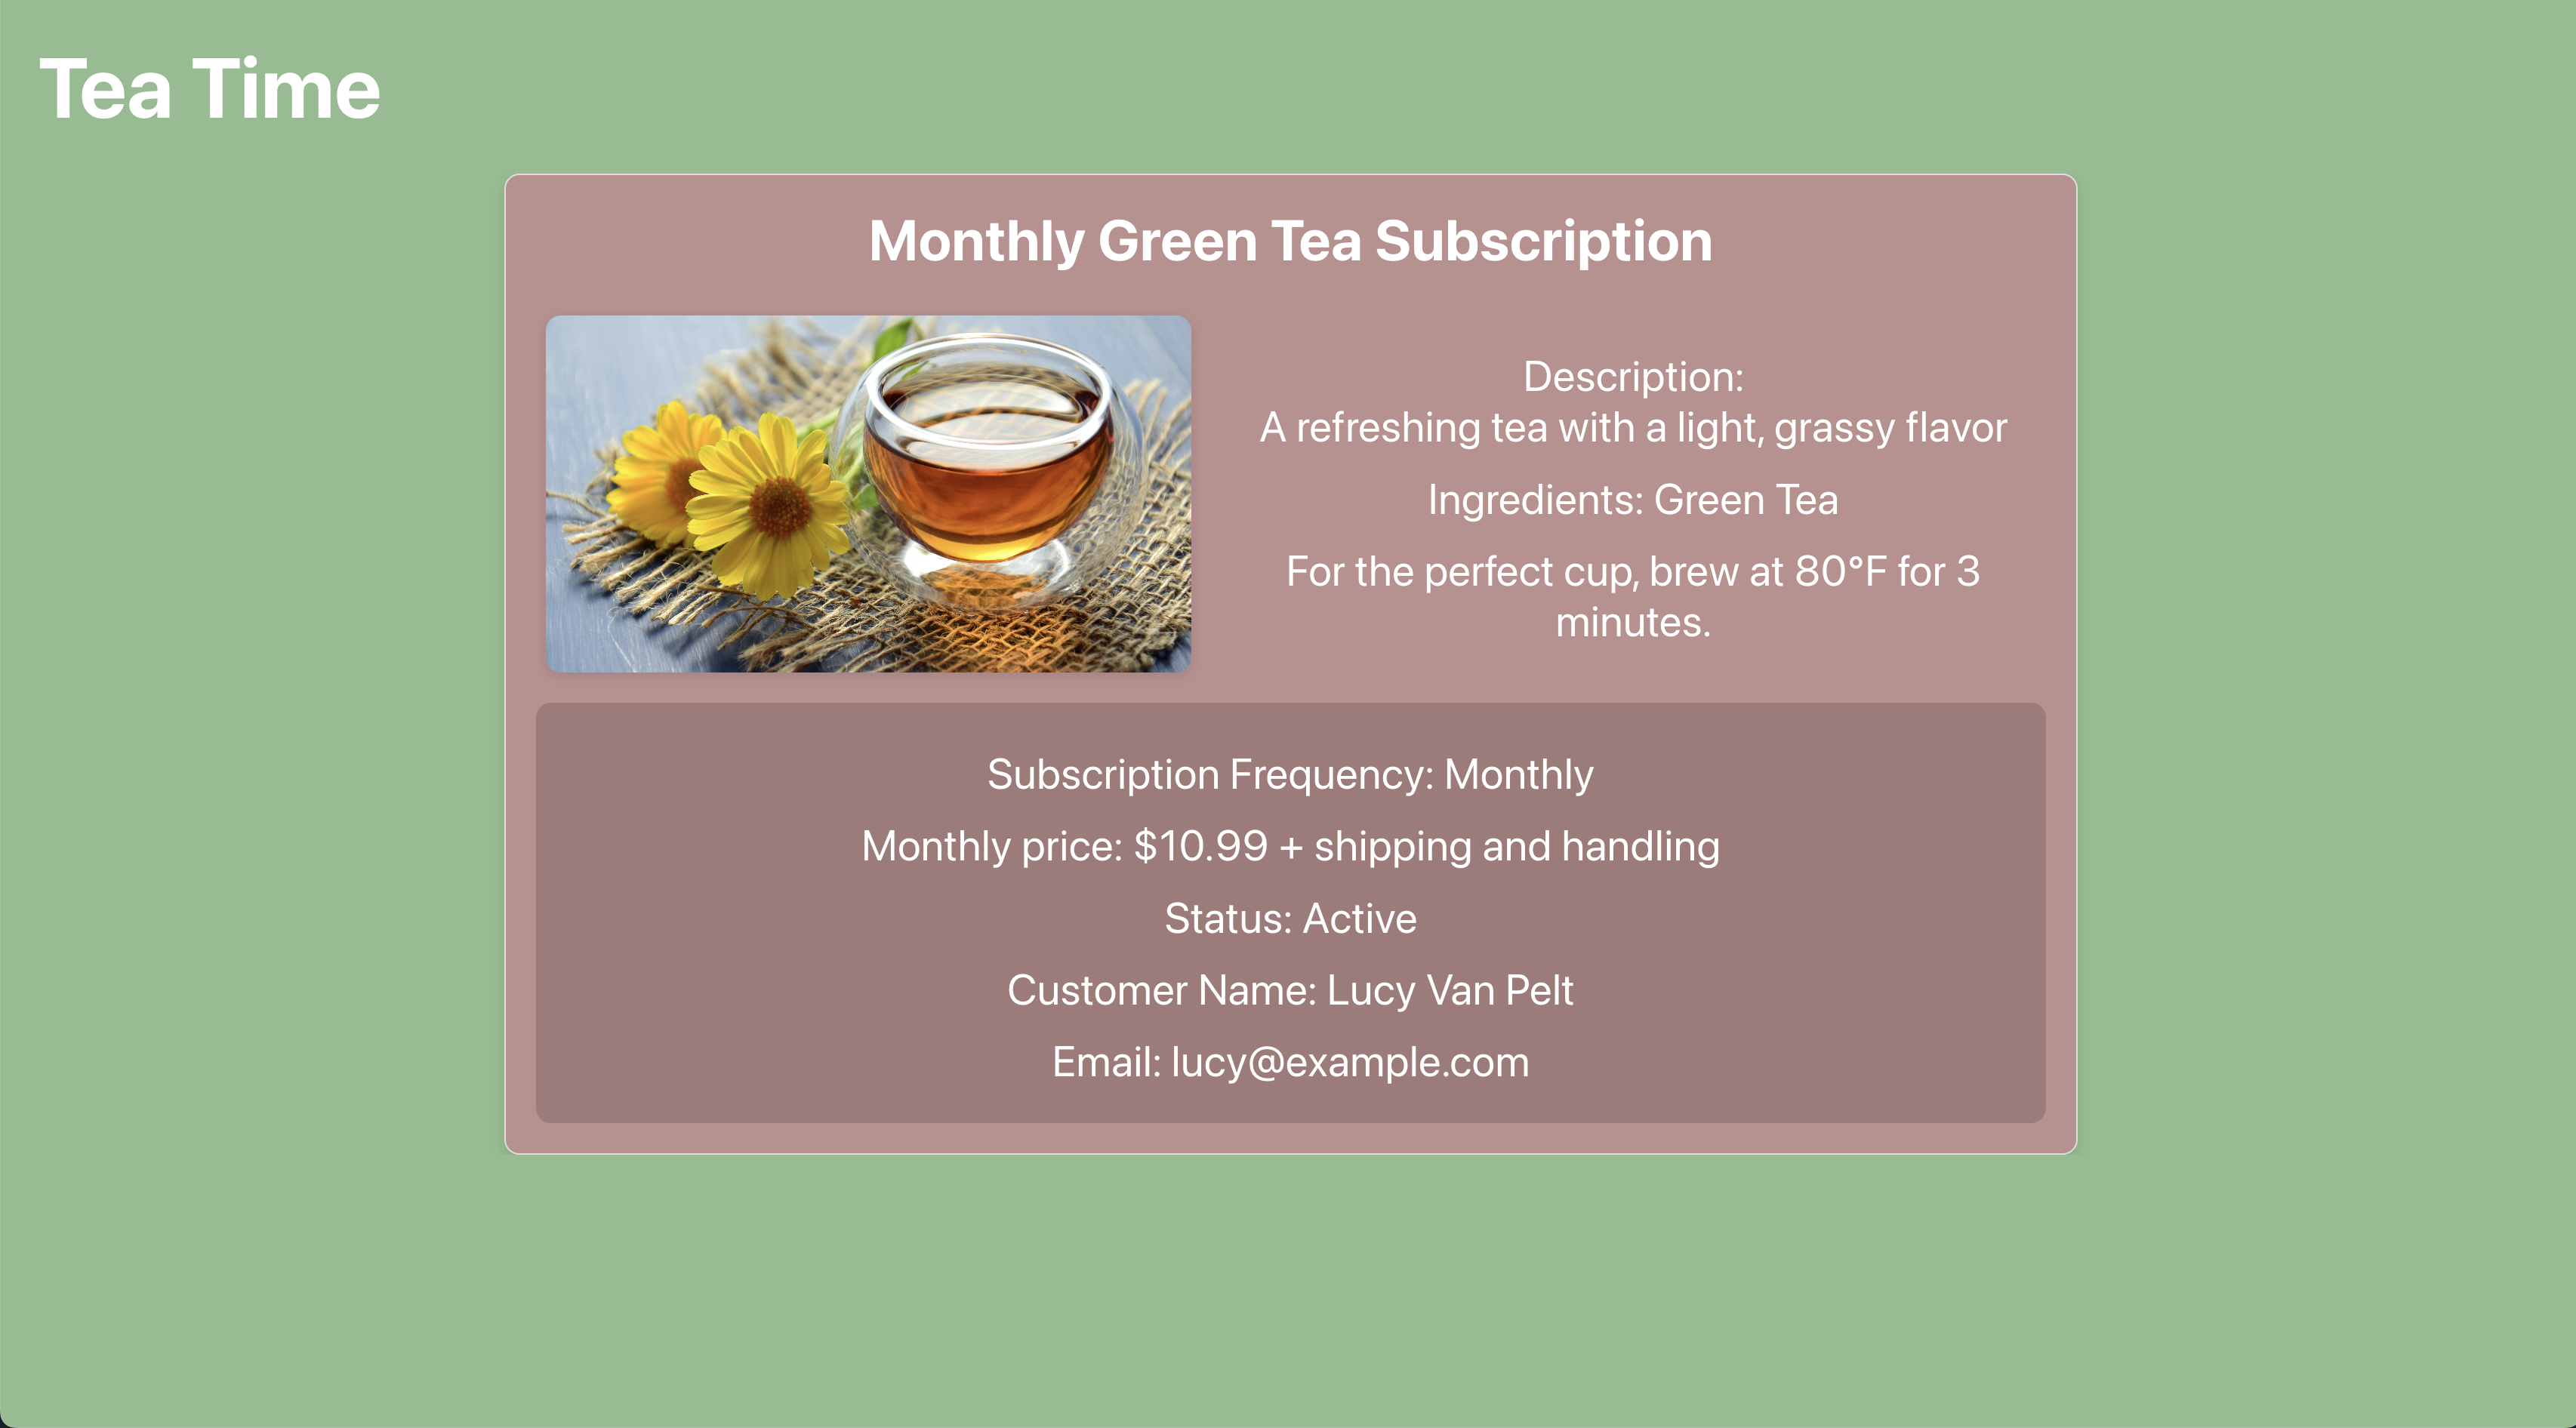 Tea Time
Monthly Green Tea Subscription
Description:
A refreshing tea with a light, grassy flavor
Ingredients: Green Tea
For the perfect cup, brew at 80°F for 3
minutes.
Subscription Frequency: Monthly
Monthly price: $10.99 + shipping and handling
Status: Active
Customer Name: Lucy Van Pelt
Email: lucy@example.com